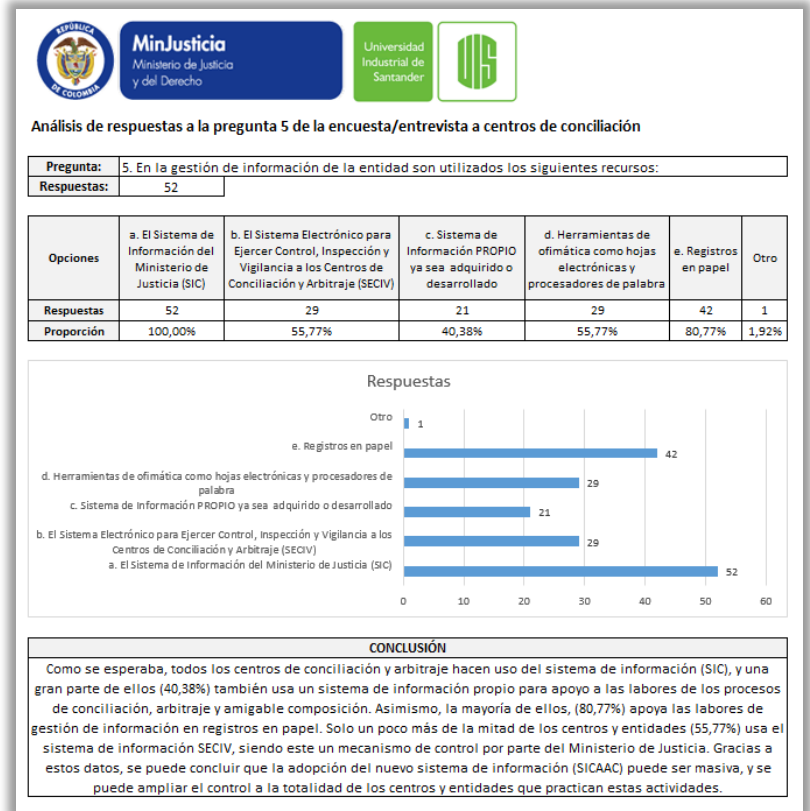 REPÚBLICA
DE COLOMBIA
MinJusticia
Ministerio de Justicia
y del Derecho
Universidad
Industrial de
Santander
UIS
Análisis de respuestas a la pregunta 5 de la encuesta/entrevista a centros de conciliación
Pregunta: 5. En la gestión de información de la entidad son utilizados los siguientes recursos:
Respuestas: 52
Opciones
a. El Sistema de
Información del
Ministerio de
Justicia (SIC)
b. El Sistema Electrónico para
Ejercer Control, Inspección y
Vigilancia a los Centros de
Conciliación y Arbitraje (SECIV)
c. Sistema de
Información PROPIO
ya sea adquirido o
desarrollado
d. Herramientas de
ofimática como hojas
electrónicas y
procesadores de palabra
e. Registros
en papel
Otro
Respuestas 52 29 21 29 42 1
Proporción 100,00% 55,77% 40,38% 55,77% 80,77% 1,92%
Respuestas
Otro 1
e. Registros en papel 42
d. Herramientas de ofimática como hojas electrónicas y procesadores de
palabra 29
c. Sistema de Información PROPIO ya sea adquirido o desarrollado 21
b. El Sistema Electrónico para Ejercer Control, Inspección y Vigilancia a los
Centros de Conciliación y Arbitraje (SECIV) 29
a. El Sistema de Información del Ministerio de Justicia (SIC) 52
0 10 20 30 40 50 60
CONCLUSIÓN
Como se esperaba, todos los centros de conciliación y arbitraje hacen uso del sistema de información (SIC), y una
gran parte de ellos (40,38%) también usa un sistema de información propio para apoyo a las labores de los procesos
de conciliación, arbitraje y amigable composición. Asimismo, la mayoría de ellos, (80,77%) apoya las labores de
gestión de información en registros en papel. Solo un poco más de la mitad de los centros y entidades (55,77%) usa el
sistema de información SECIV, siendo este un mecanismo de control por parte del Ministerio de Justicia. Gracias a
estos datos, se puede concluir que la adopción del nuevo sistema de información (SICAAC) puede ser masiva, y se
puede ampliar el control a la totalidad de los centros y entidades que practican estas actividades.